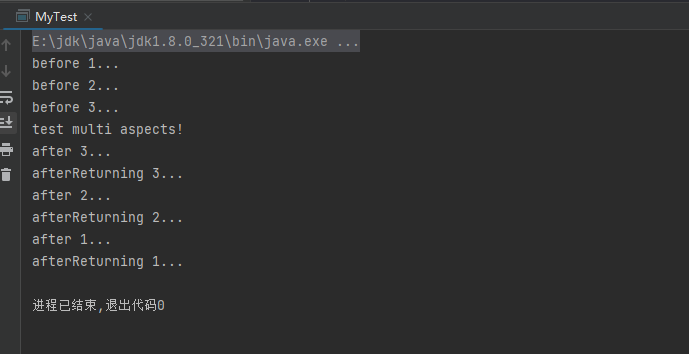 MyTest
E:\jdk\java\jdk1.8.0_321\bin\java.exe ...
before 1...
before 2...
before 3...
test multi aspects!
after 3...
afterReturning 3...
after 2...
afterReturning 2...
after 1...
afterReturning 1...
进程已结束,退出代码0